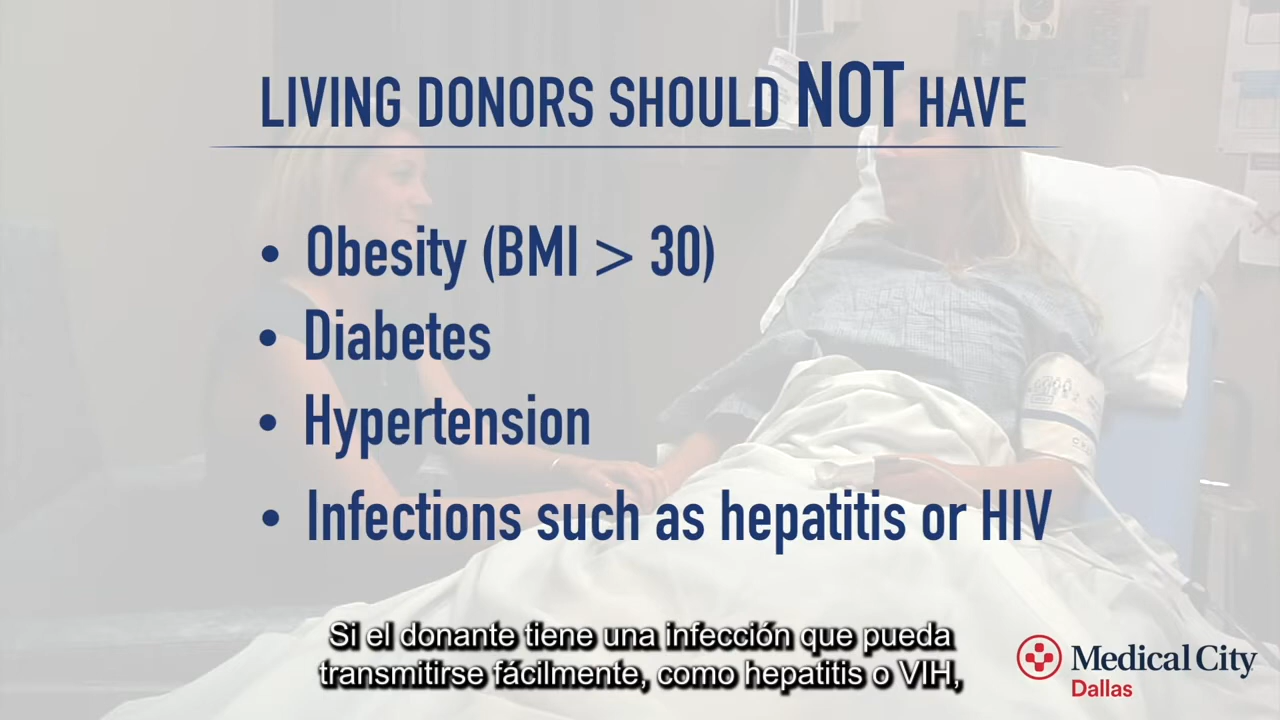 LIVING DONORS SHOULD NOT HAVE
• Obesity (BMI > 30)
• Diabetes
• Hypertension
• Infections such as hepatitis or HIV
Si el donante tiene una infección que pueda
transmitirse fácilmente, como hepatitis o VIH,
Medical City
Dallas